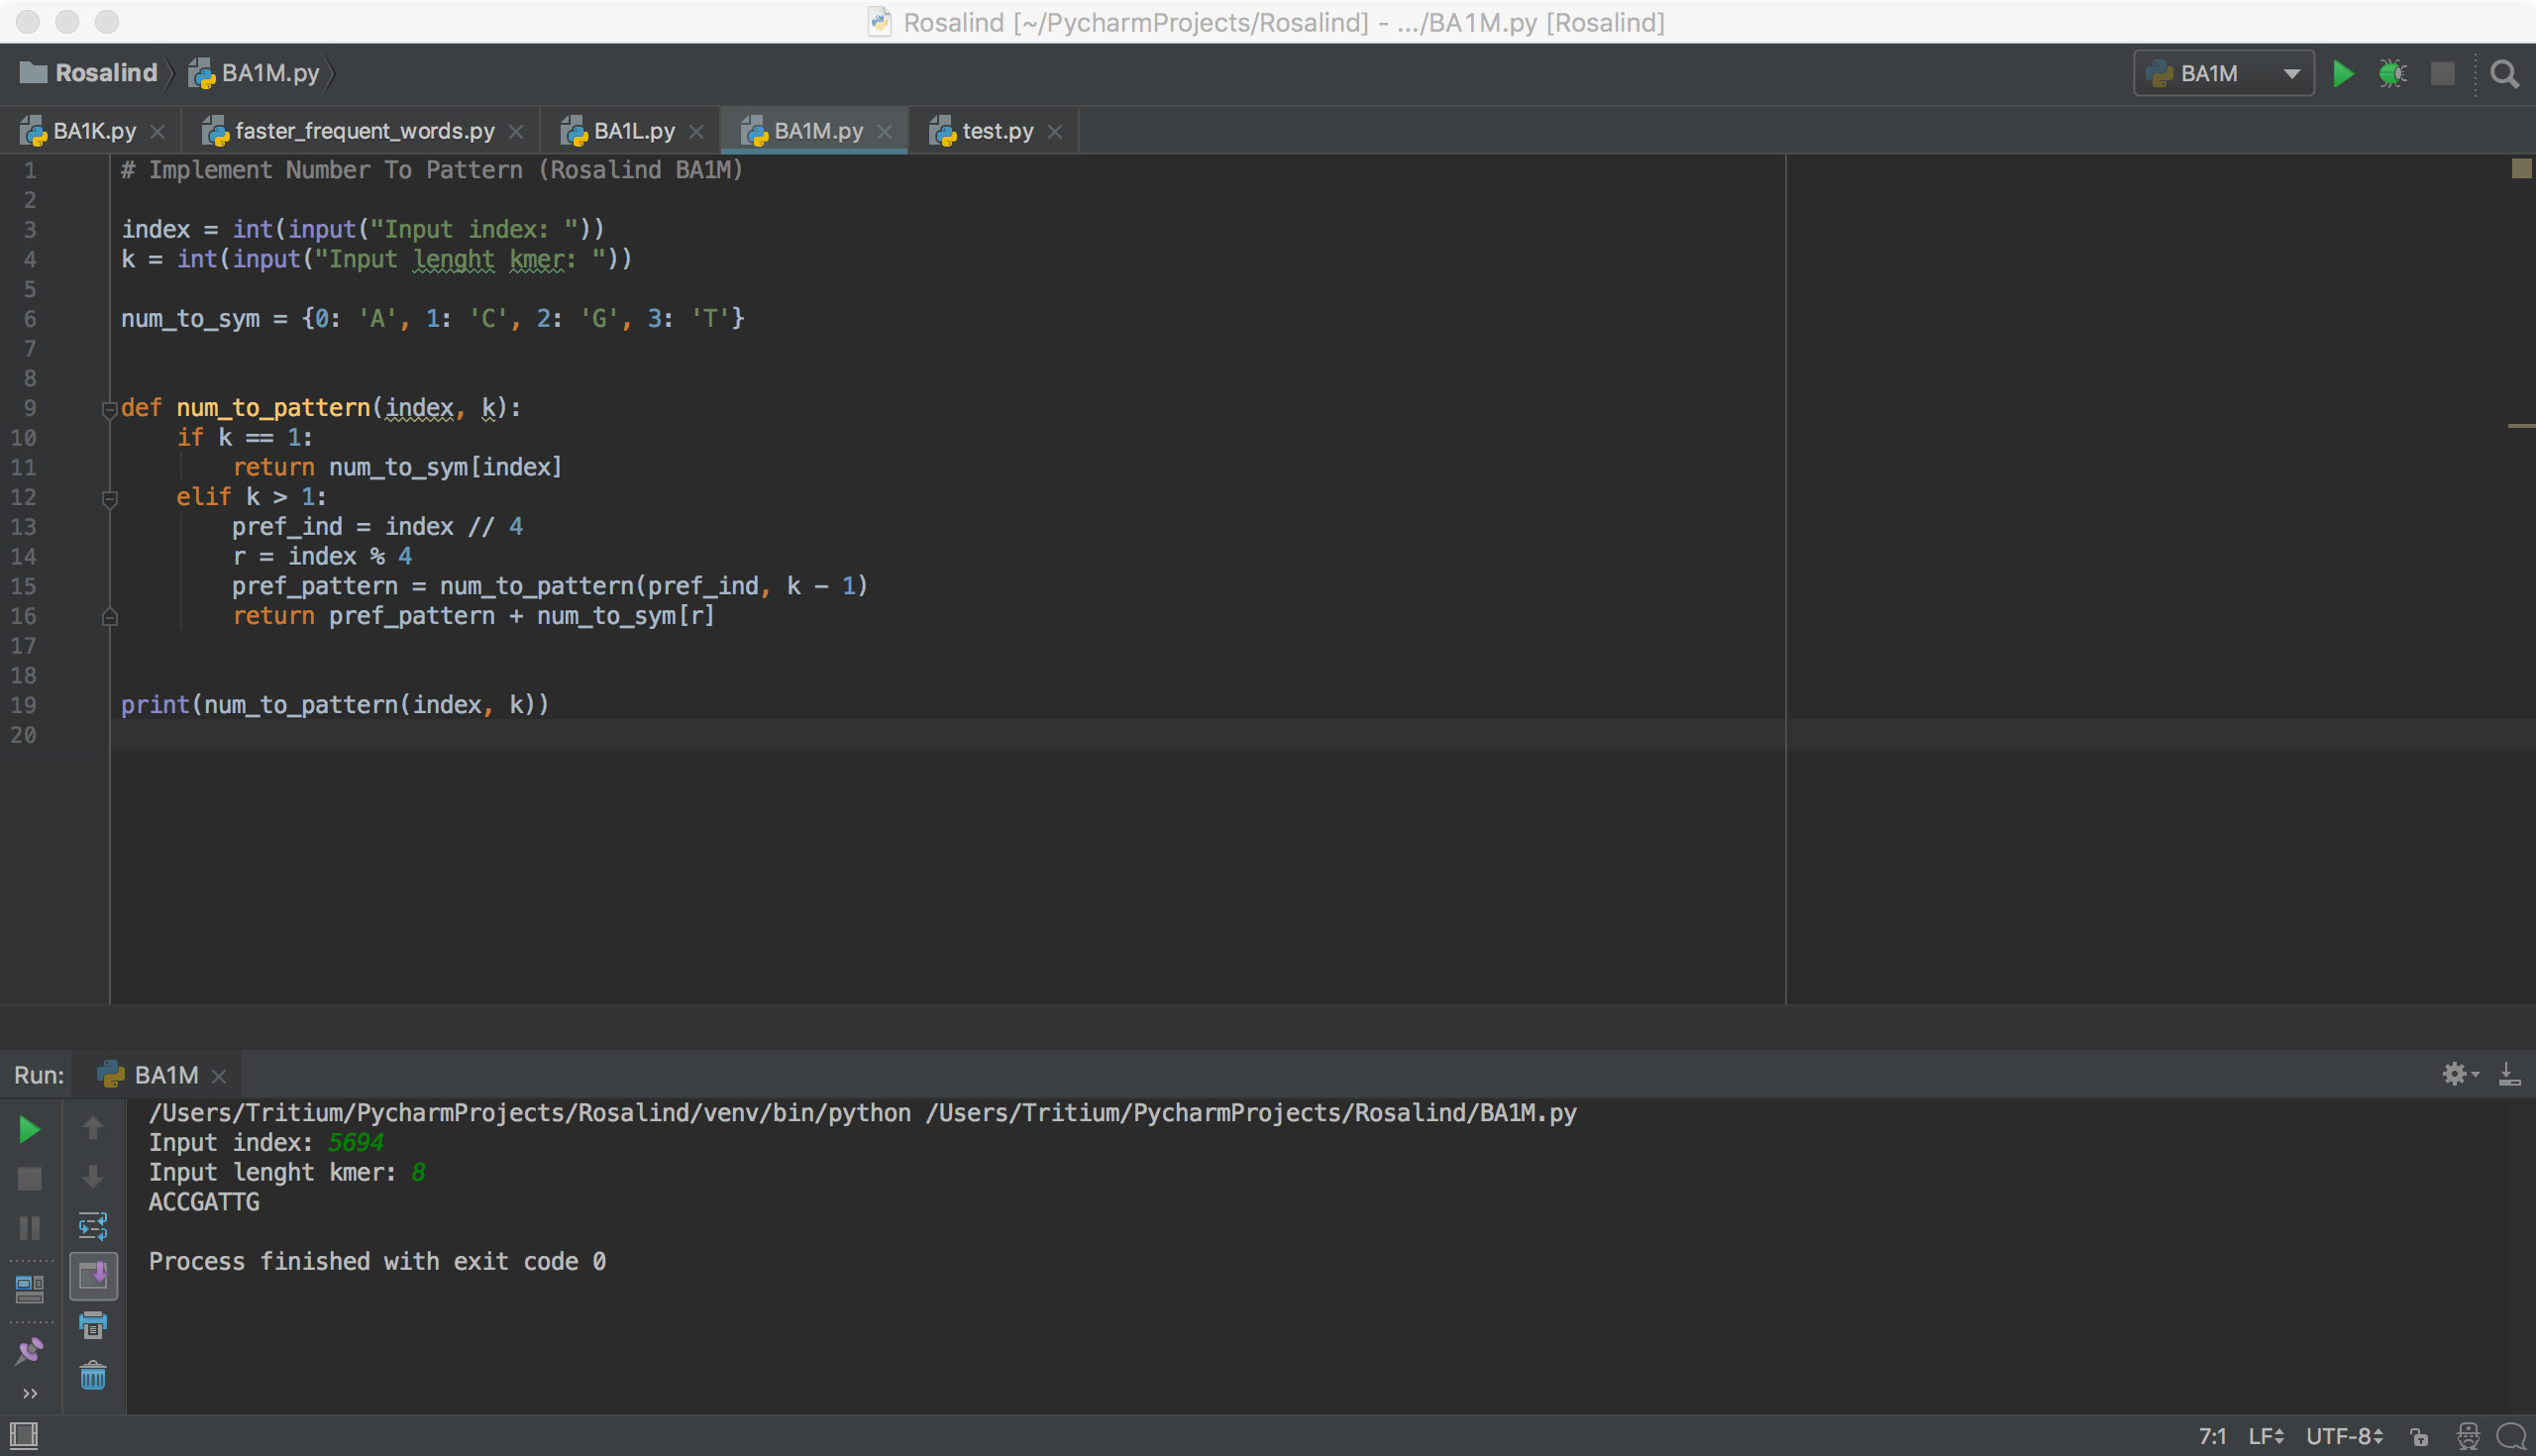 Rosalind [~/PycharmProjects/Rosalind] - .../BA1M.py [Rosalind]
Rosalind BA1M.py BA1M
BA1K.py faster_frequent_words.py BA1L.py BA1M.py test.py
1 # Implement Number To Pattern (Rosalind BA1M)
2
3 index = int(input("Input index: "))
4 k = int(input("Input lenght kmer: "))
5
6 num_to_sym = {0: 'A', 1: 'C', 2: 'G', 3: 'T'}
7
8
9 def num_to_pattern(index, k):
10     if k == 1:
11         return num_to_sym[index]
12     elif k > 1:
13         pref_ind = index // 4
14         r = index % 4
15         pref_pattern = num_to_pattern(pref_ind, k - 1)
16         return pref_pattern + num_to_sym[r]
17
18
19 print(num_to_pattern(index, k))
20
Run: BA1M
/Users/Tritium/PycharmProjects/Rosalind/venv/bin/python /Users/Tritium/PycharmProjects/Rosalind/BA1M.py
Input index: 5694
Input lenght kmer: 8
ACCGATTG
Process finished with exit code 0
7:1 LF UTF-8